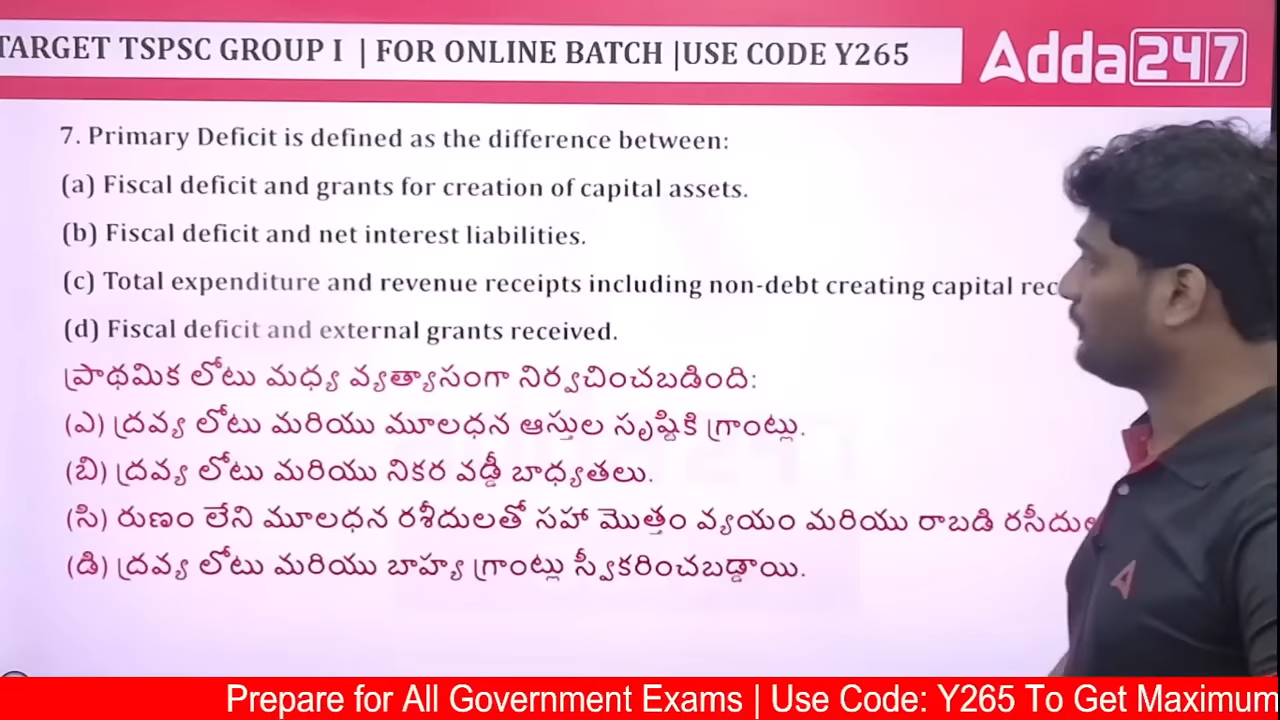 TARGET TSPSC GROUP I | FOR ONLINE BATCH |USE CODE Y265
Adda247
7. Primary Deficit is defined as the difference between:
(a) Fiscal deficit and grants for creation of capital assets.
(b) Fiscal deficit and net interest liabilities.
(c) Total expenditure and revenue receipts including non-debt creating capital
(d) Fiscal deficit and external grants received.
ప్రాథమిక లోటు మధ్య వ్యత్యాసంగా నిర్వచించబడింది:
(ఎ) ద్రవ్య లోటు మరియు మూలధన ఆస్తుల సృష్టికి గ్రాంట్లు.
(బి) ద్రవ్య లోటు మరియు నికర వడ్డీ బాధ్యతలు.
(సి) రుణం లేని మూలధన రశీదులతో సహా మొత్తం వ్యయం మరియు రాబడి
(డి) ద్రవ్య లోటు మరియు బాహ్య గ్రాంట్లు స్వీకరించబడ్డాయి.
Prepare for All Government Exams | Use Code: Y265 To Get Maximum